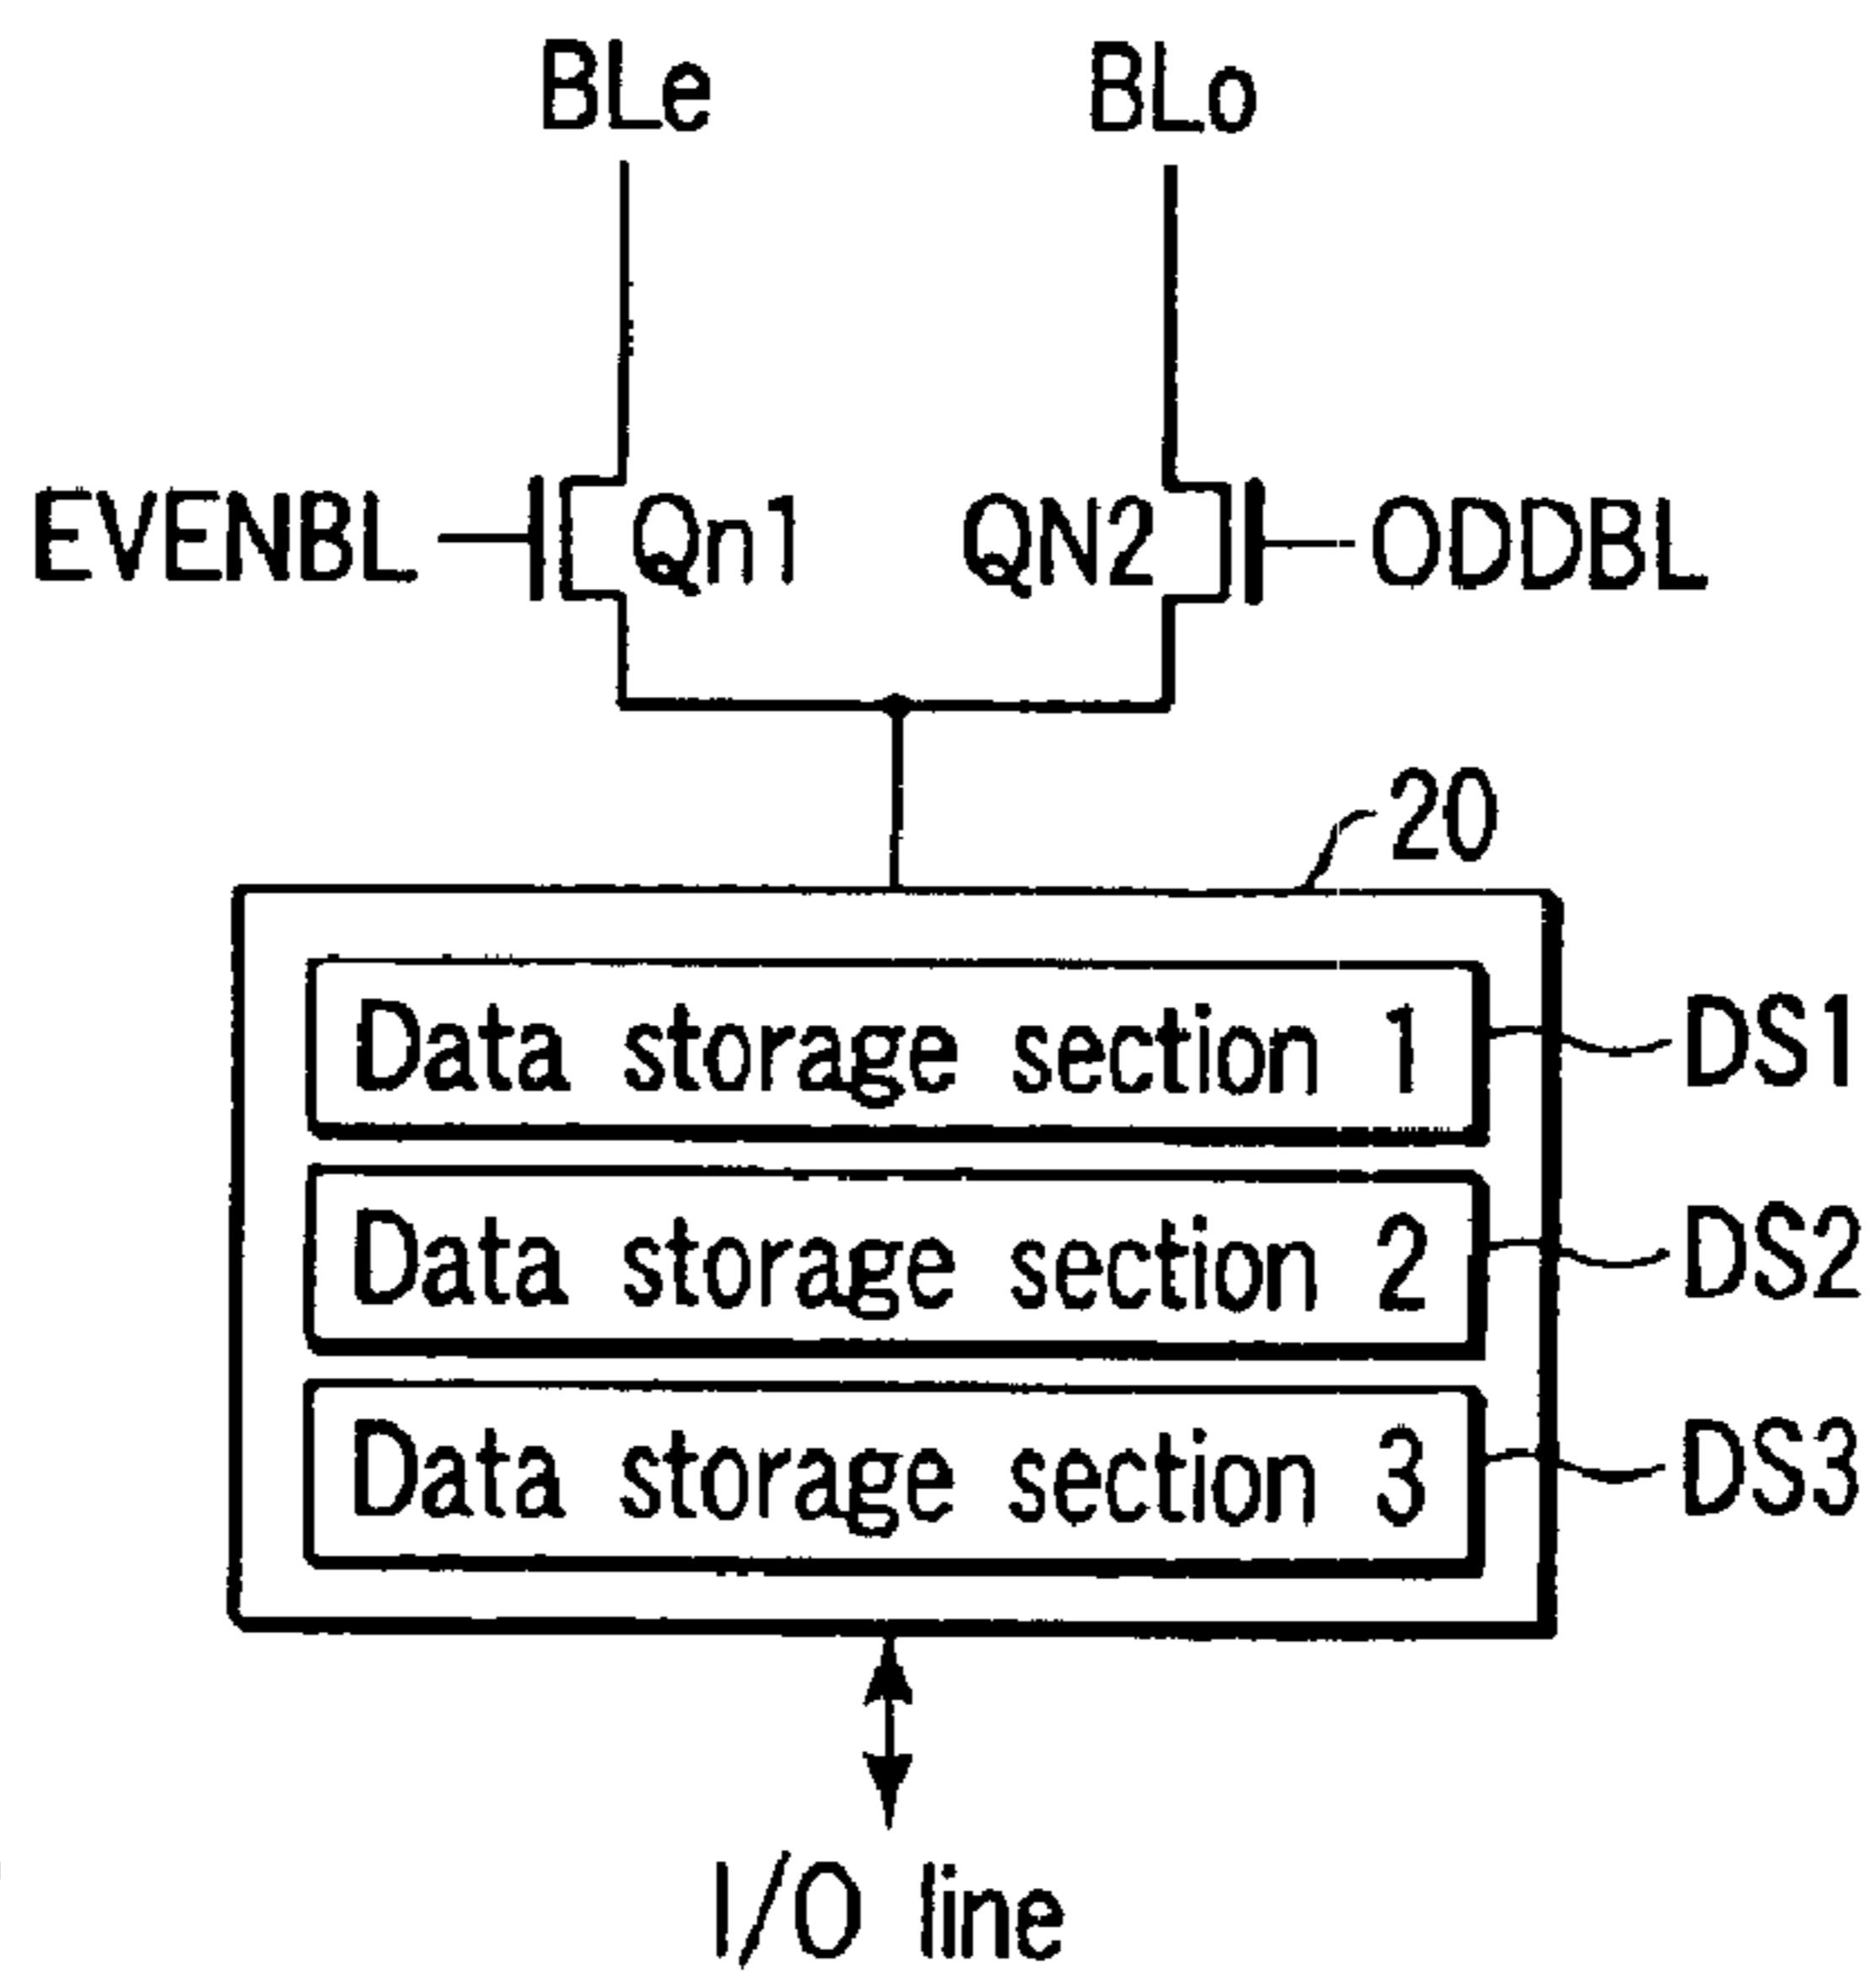 BLe
BLo
EVENBL
Qn1
QN2
ODDBL
20
Data storage section 1
DS1
Data storage section 2
DS2
Data storage section 3
DS3
I/O line